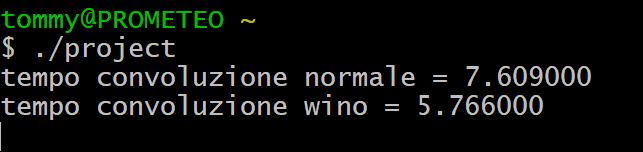 tommy@PROMETEO ~
$ ./project
tempo convoluzione normale = 7.609000
tempo convoluzione wino = 5.766000